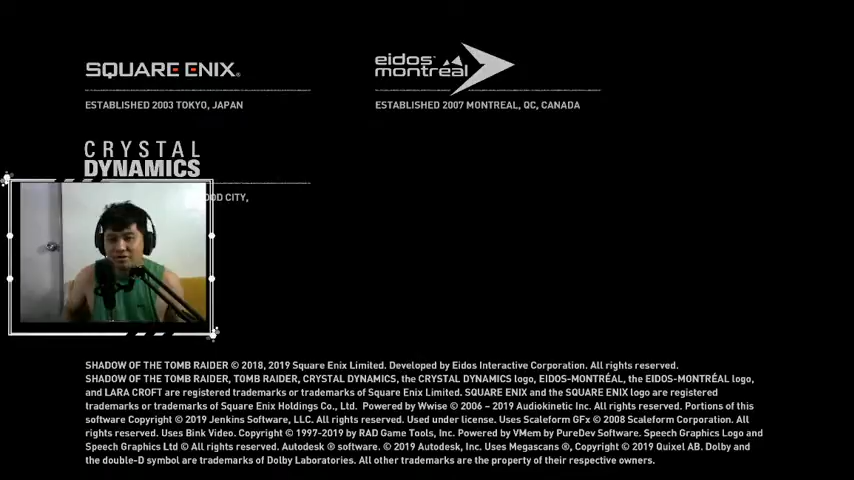 SQUARE ENIX®
eidos™
montréal
ESTABLISHED 2003 TOKYO, JAPAN
ESTABLISHED 2007 MONTREAL, QC, CANADA
CRYSTAL
DYNAMICS
CITY,
SHADOW OF THE TOMB RAIDER © 2018, 2019 Square Enix Limited. Developed by Eidos Interactive Corporation. All rights reserved.
SHADOW OF THE TOMB RAIDER, TOMB RAIDER, CRYSTAL DYNAMICS, the CRYSTAL DYNAMICS logo, EIDOS-MONTRÉAL, the EIDOS-MONTRÉAL logo,
and LARA CROFT are registered trademarks or trademarks of Square Enix Limited. SQUARE ENIX and the SQUARE ENIX logo are registered
trademarks or trademarks of Square Enix Holdings Co., Ltd. Powered by Wwise © 2006 – 2019 Audiokinetic Inc. All rights reserved. Portions of this
software Copyright © 2019 Jenkins Software, LLC. All rights reserved. Used under license. Uses Scaleform GFx © 2008 Scaleform Corporation. All
rights reserved. Uses Bink Video. Copyright © 1997-2019 by RAD Game Tools, Inc. Powered by VMem by PureDev Software. Speech Graphics Logo and
Speech Graphics Ltd © All rights reserved. Autodesk ® software. © 2019 Autodesk, Inc. Uses Megascans ®, Copyright © 2019 Quixel AB. Dolby and
the double-D symbol are trademarks of Dolby Laboratories. All other trademarks are the property of their respective owners.